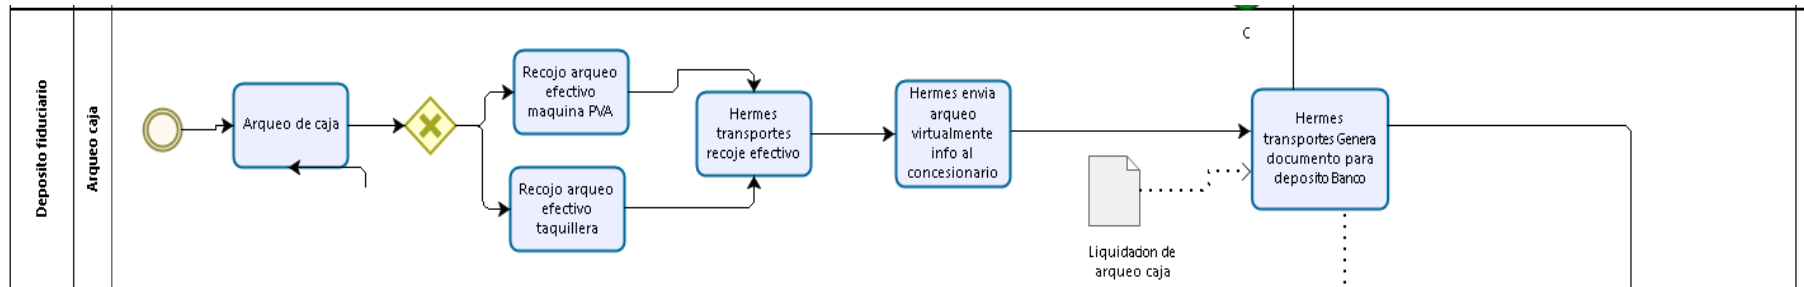 Deposito fiduciario
Arqueo caja
Arqueo de caja
Recojo arqueo
efectivo
maquina PVA
Recojo arqueo
efectivo
taquillera
Hermes
transportes
recoje efectivo
Hermes envia
arqueo
virtualmente
info al
concesionario
C
Liquidacion de
arqueo caja
Hermes
transportes Genera
documento para
deposito Banco